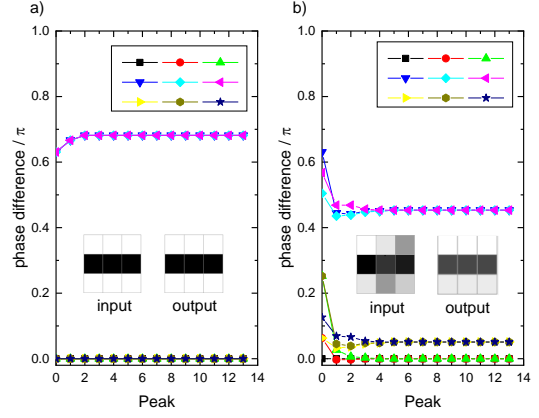 a)
b)
phase difference / π
1.0
0.8
0.6
0.4
0.2
0.0
input
output
0 2 4 6 8 10 12 14
Peak
phase difference / π
1.0
0.8
0.6
0.4
0.2
0.0
input
output
0 2 4 6 8 10 12 14
Peak